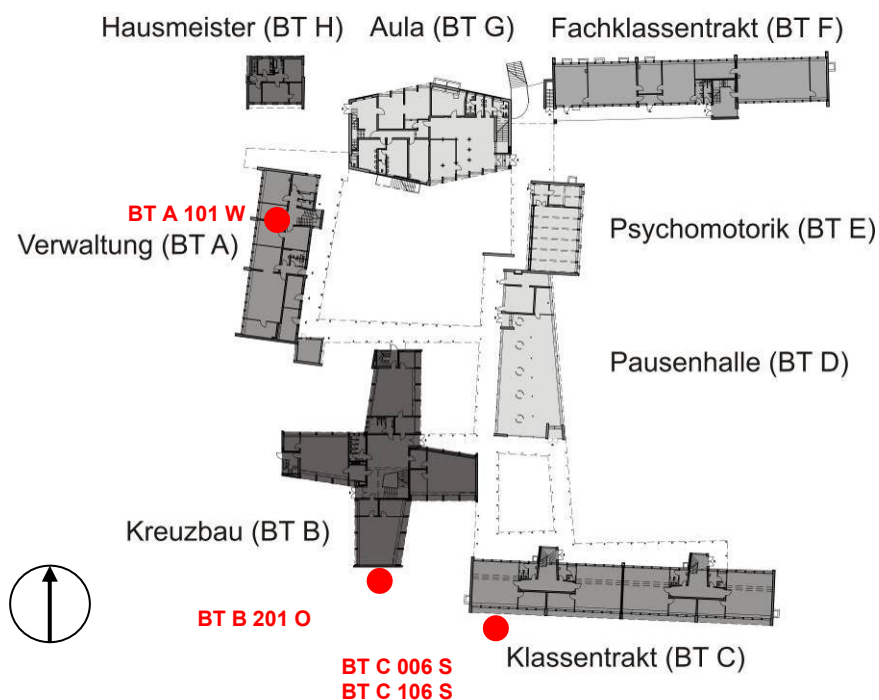 Hausmeister (BT H)
Aula (BT G)
Fachklassentrakt (BT F)
BT A 101 W
Verwaltung (BT A)
Psychomotorik (BT E)
Pausenhalle (BT D)
Kreuzbau (BT B)
BT B 201 O
Klassentrakt (BT C)
BT C 006 S
BT C 106 S